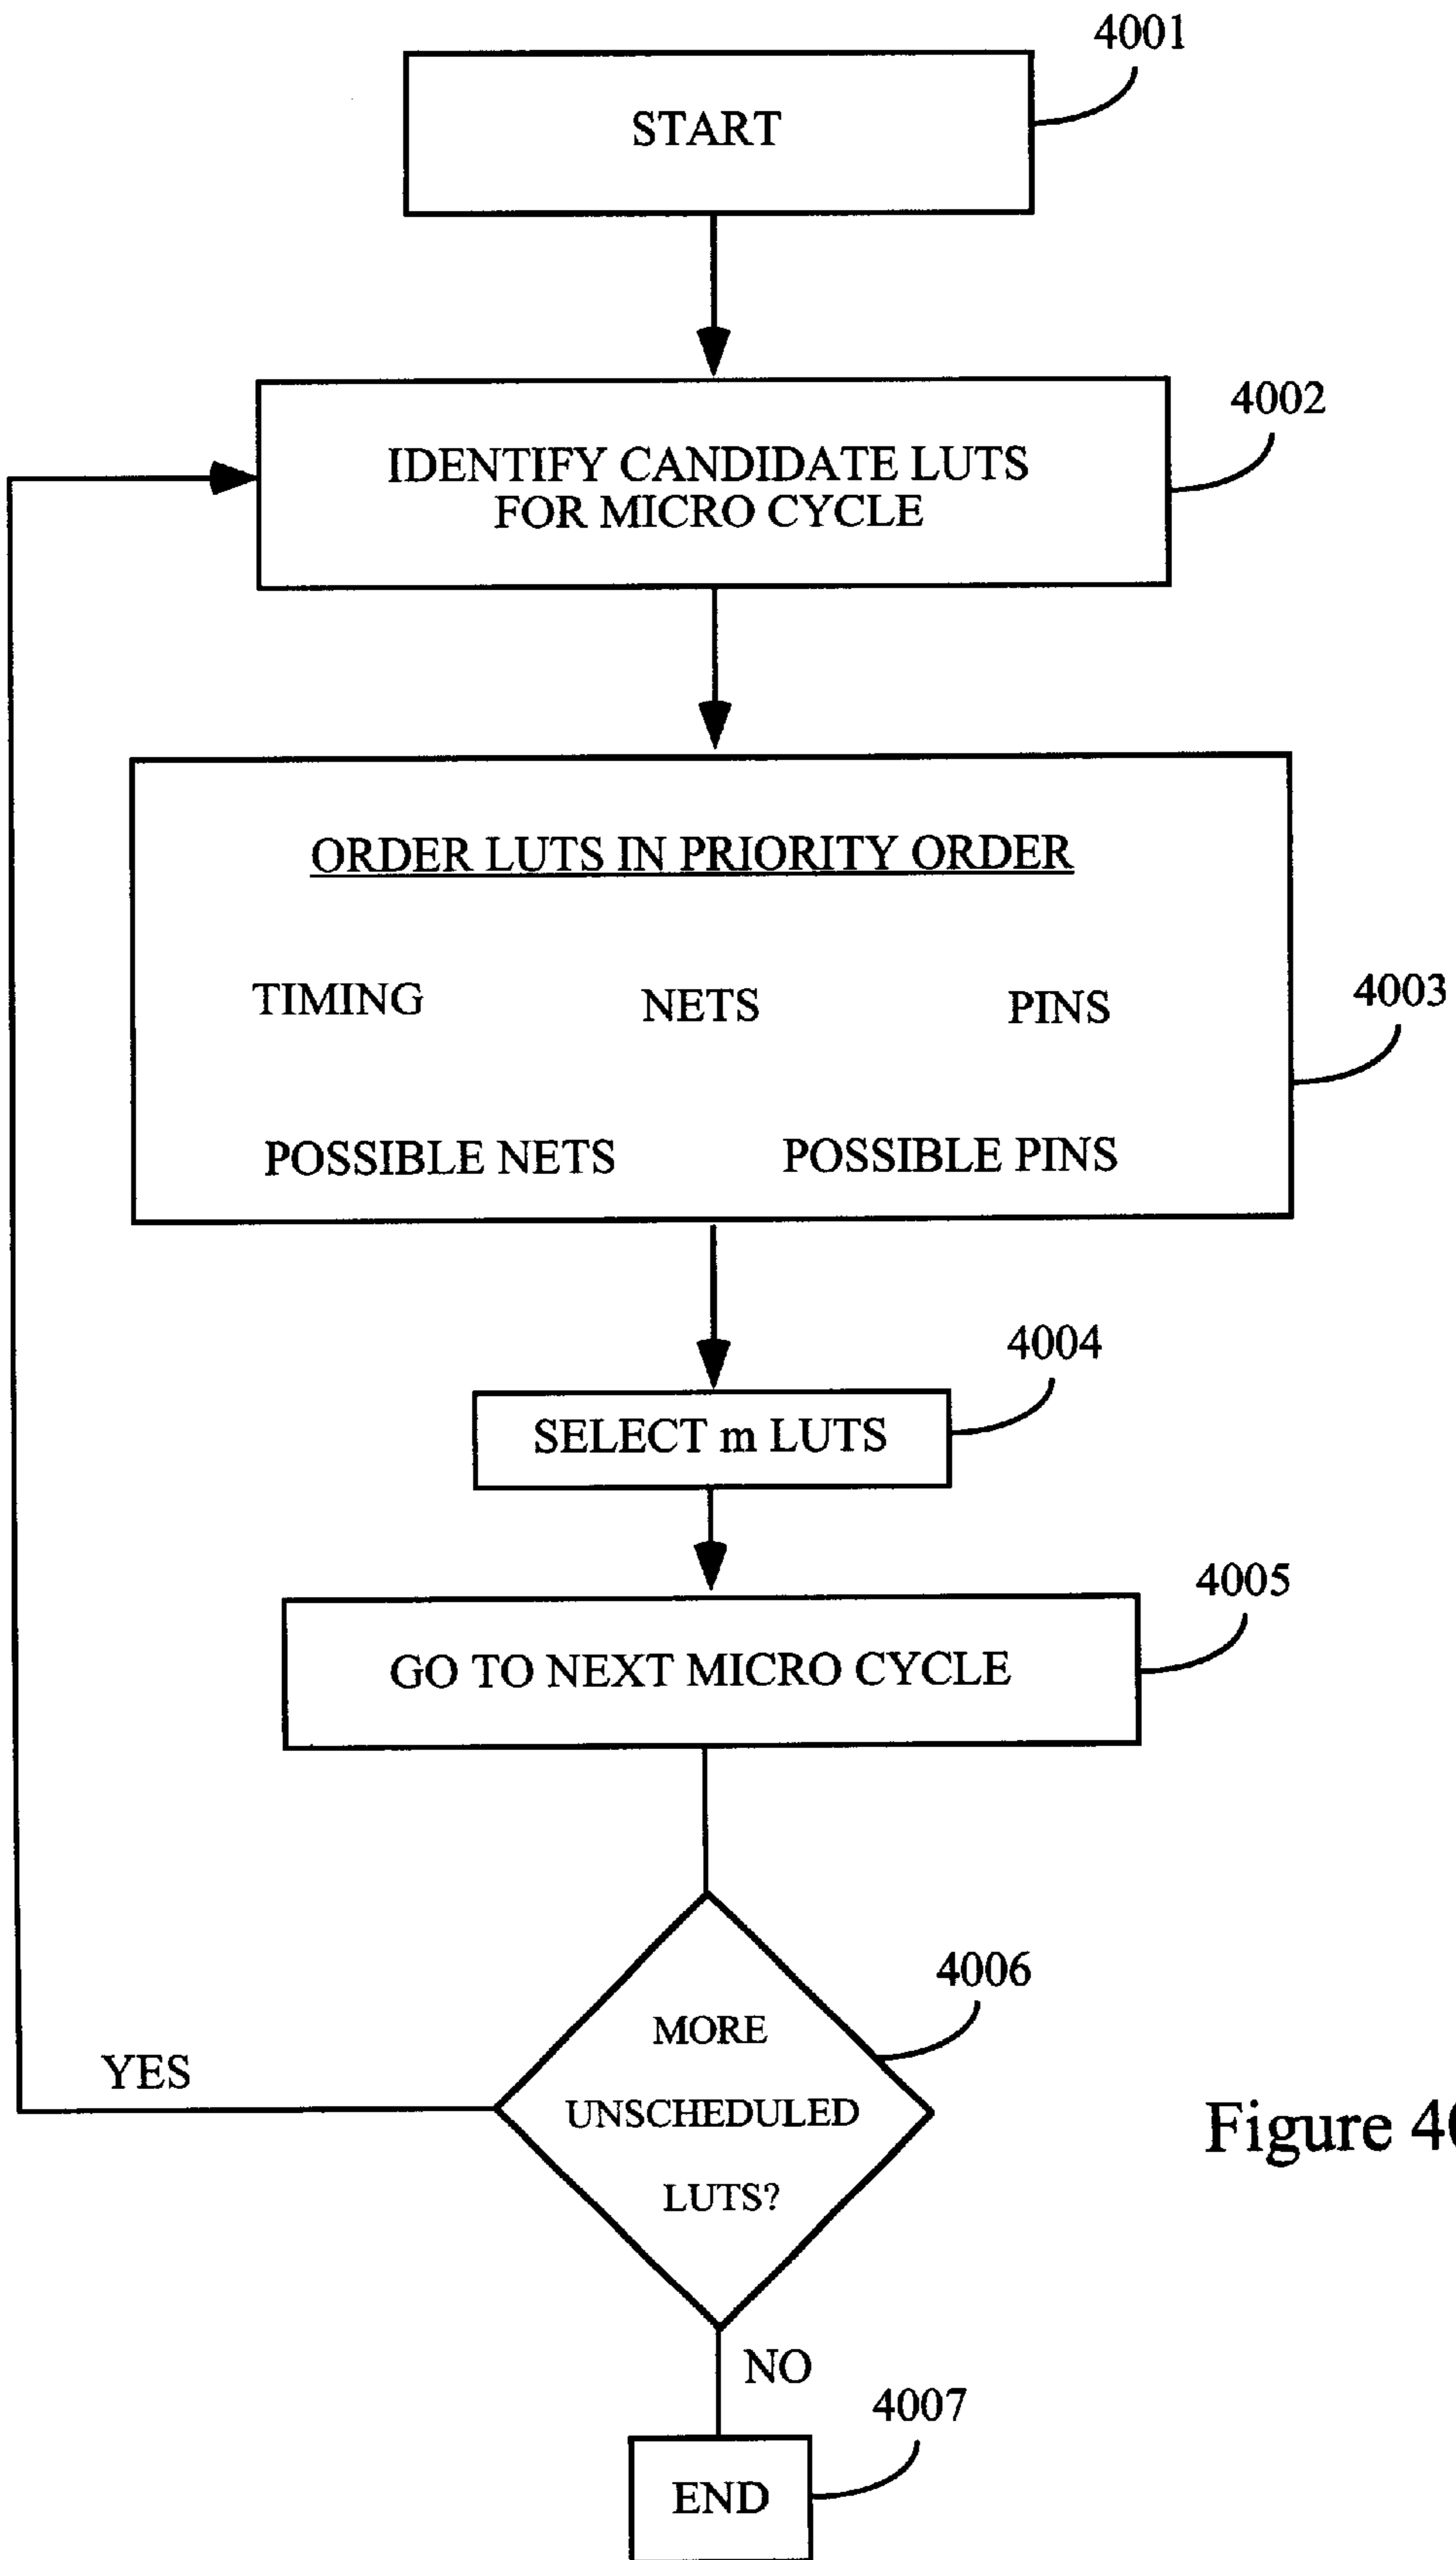 4001
START
4002
IDENTIFY CANDIDATE LUTS
FOR MICRO CYCLE
ORDER LUTS IN PRIORITY ORDER
TIMING NETS PINS
4003
POSSIBLE NETS POSSIBLE PINS
4004
SELECT m LUTS
4005
GO TO NEXT MICRO CYCLE
4006
MORE
UNSCHEDULED
LUTS?
YES
Figure 40
NO
4007
END